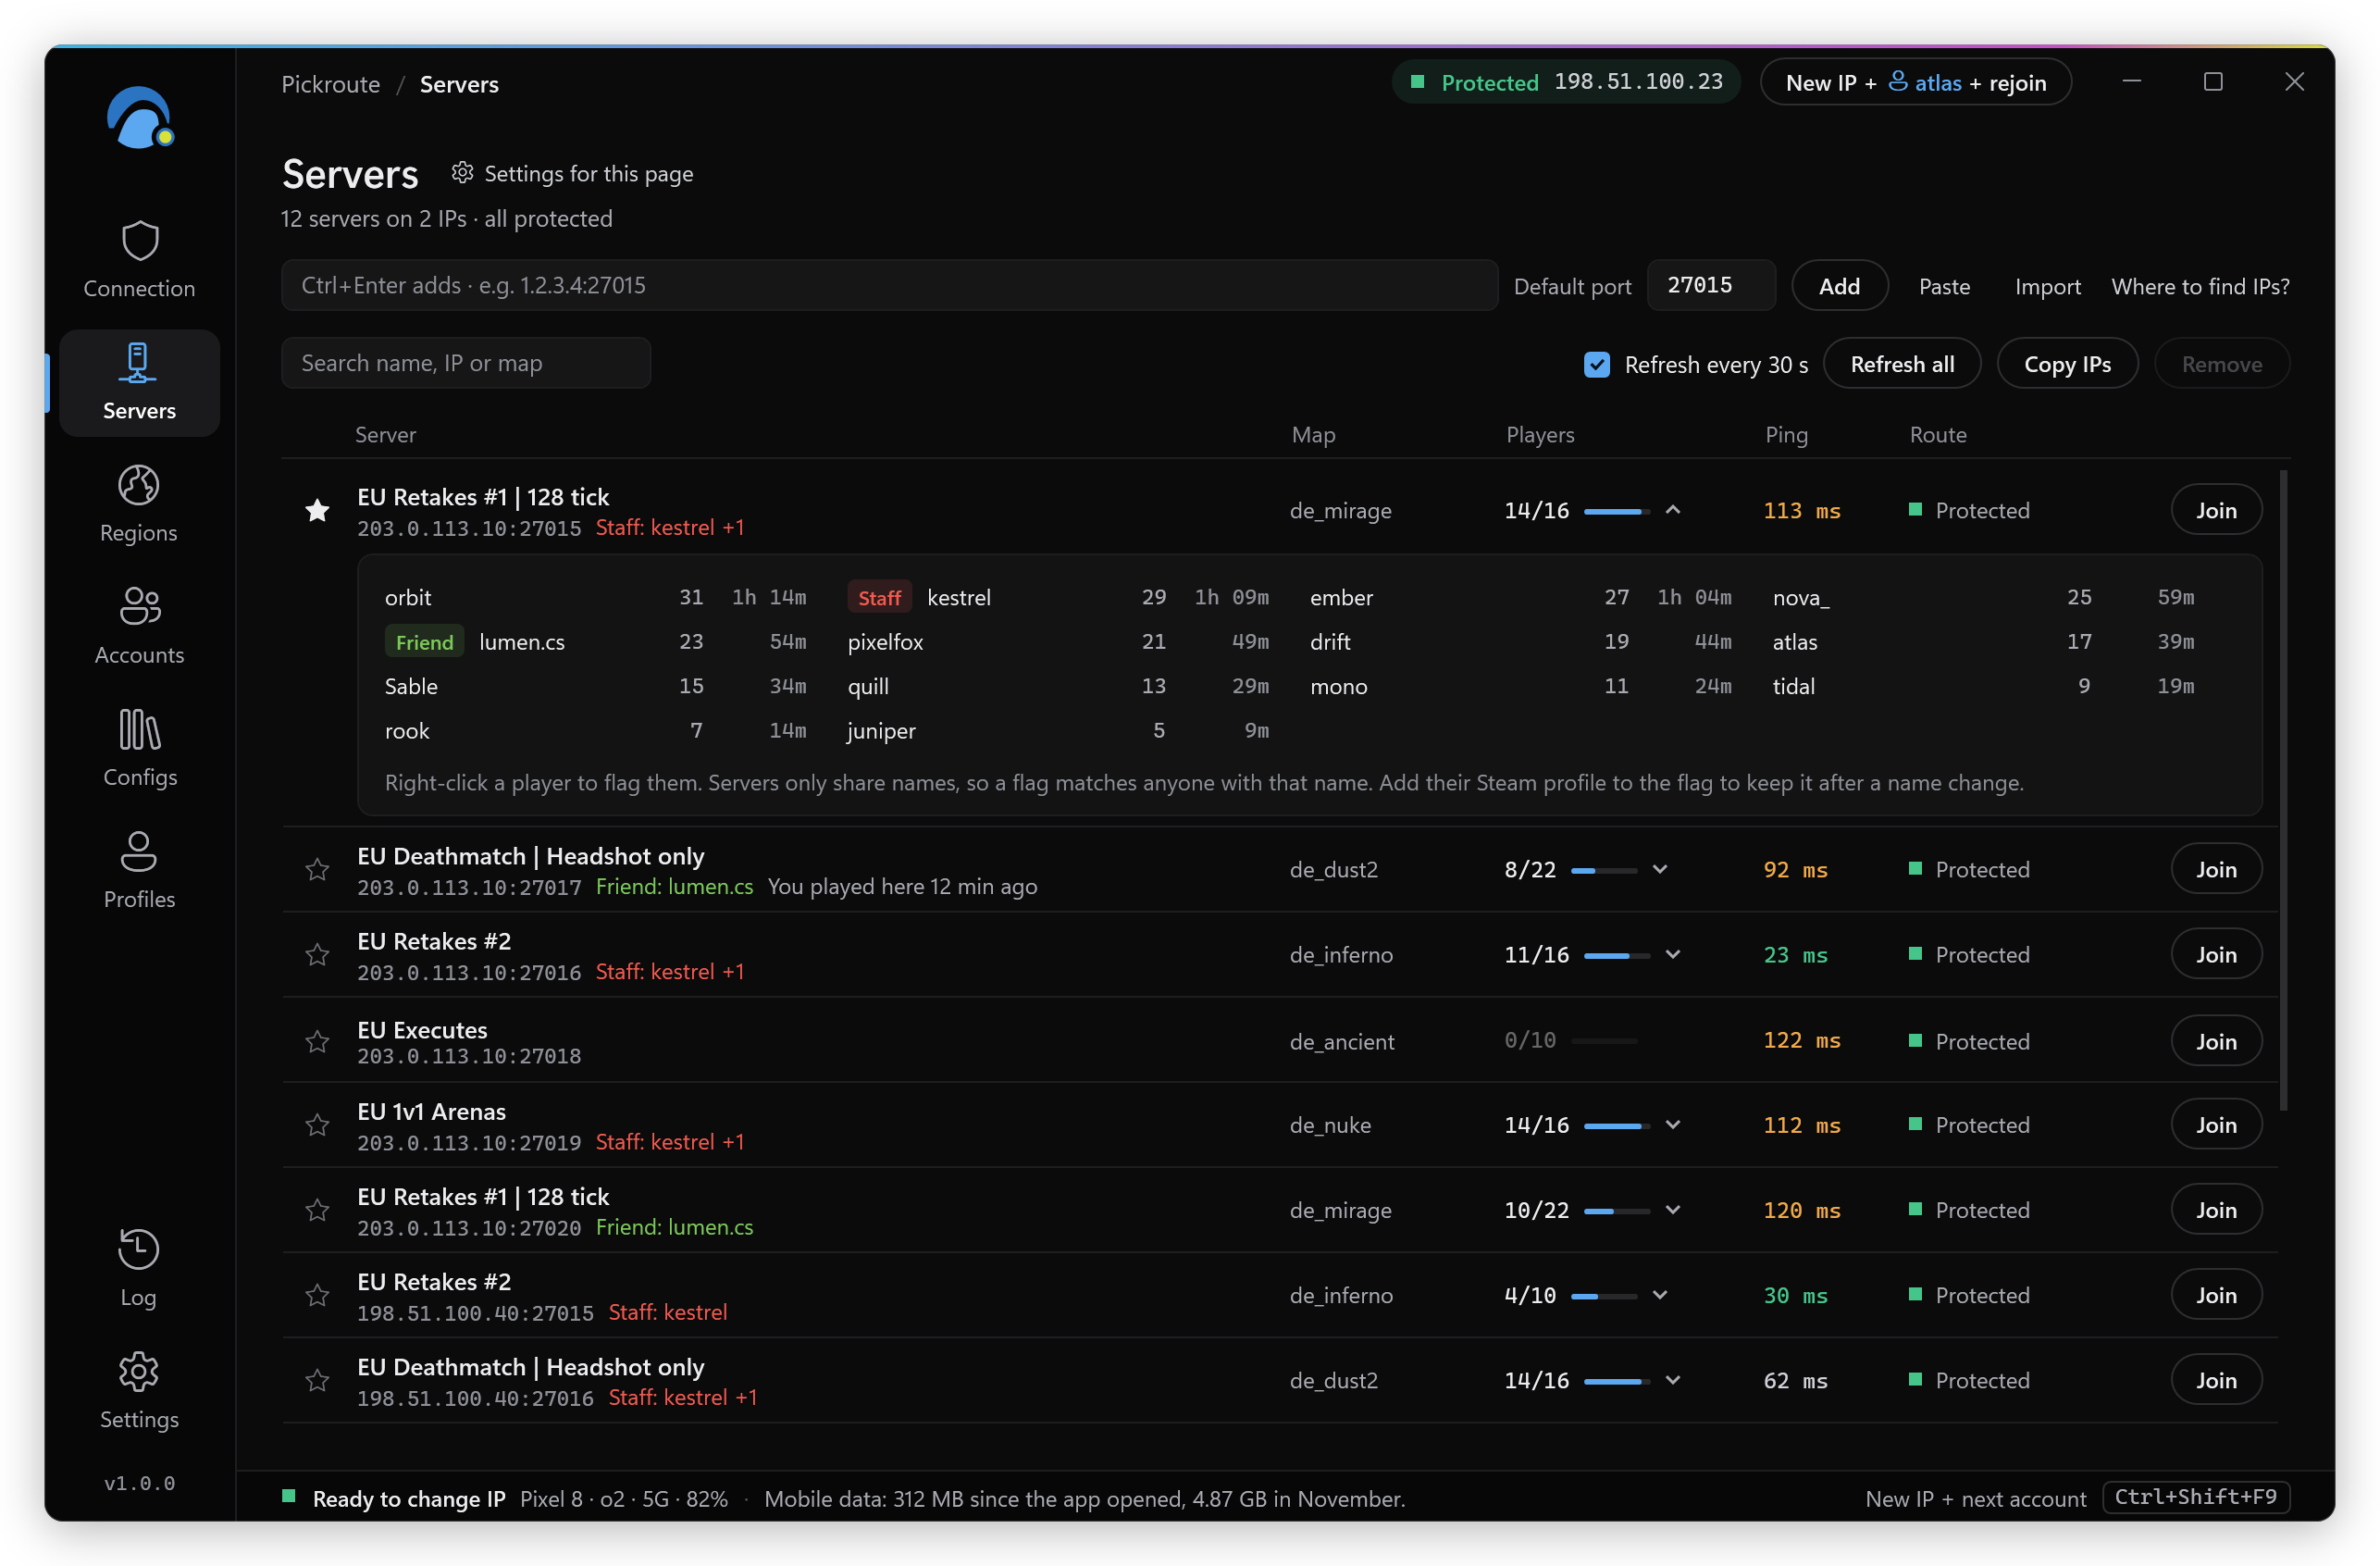 Pickroute / Servers
Protected 198.51.100.23
New IP + atlas + rejoin
Servers
Settings for this page
12 servers on 2 IPs · all protected
Ctrl+Enter adds · e.g. 1.2.3.4:27015
Default port 27015 Add Paste Import Where to find IPs?
Search name, IP or map
Refresh every 30 s Refresh all Copy IPs Remove
Server Map Players Ping Route
EU Retakes #1 | 128 tick
203.0.113.10:27015 Staff: kestrel +1
de_mirage 14/16 113 ms Protected Join
orbit 31 1h 14m Staff kestrel 29 1h 09m ember 27 1h 04m nova_ 25 59m
Friend lumen.cs 23 54m pixelfox 21 49m drift 19 44m atlas 17 39m
Sable 15 34m quill 13 29m mono 11 24m tidal 9 19m
rook 7 14m juniper 5 9m
Right-click a player to flag them. Servers only share names, so a flag matches anyone with that name. Add their Steam profile to the flag to keep it after a name change.
EU Deathmatch | Headshot only
203.0.113.10:27017 Friend: lumen.cs You played here 12 min ago
de_dust2 8/22 92 ms Protected Join
EU Retakes #2
203.0.113.10:27016 Staff: kestrel +1
de_inferno 11/16 23 ms Protected Join
EU Executes
203.0.113.10:27018
de_ancient 0/10 122 ms Protected Join
EU 1v1 Arenas
203.0.113.10:27019 Staff: kestrel +1
de_nuke 14/16 112 ms Protected Join
EU Retakes #1 | 128 tick
203.0.113.10:27020 Friend: lumen.cs
de_mirage 10/22 120 ms Protected Join
EU Retakes #2
198.51.100.40:27015 Staff: kestrel
de_inferno 4/10 30 ms Protected Join
EU Deathmatch | Headshot only
198.51.100.40:27016 Staff: kestrel +1
de_dust2 14/16 62 ms Protected Join
Connection
Servers
Regions
Accounts
Configs
Profiles
Log
Settings
v1.0.0
Ready to change IP Pixel 8 · o2 · 5G · 82% · Mobile data: 312 MB since the app opened, 4.87 GB in November.
New IP + next account Ctrl+Shift+F9